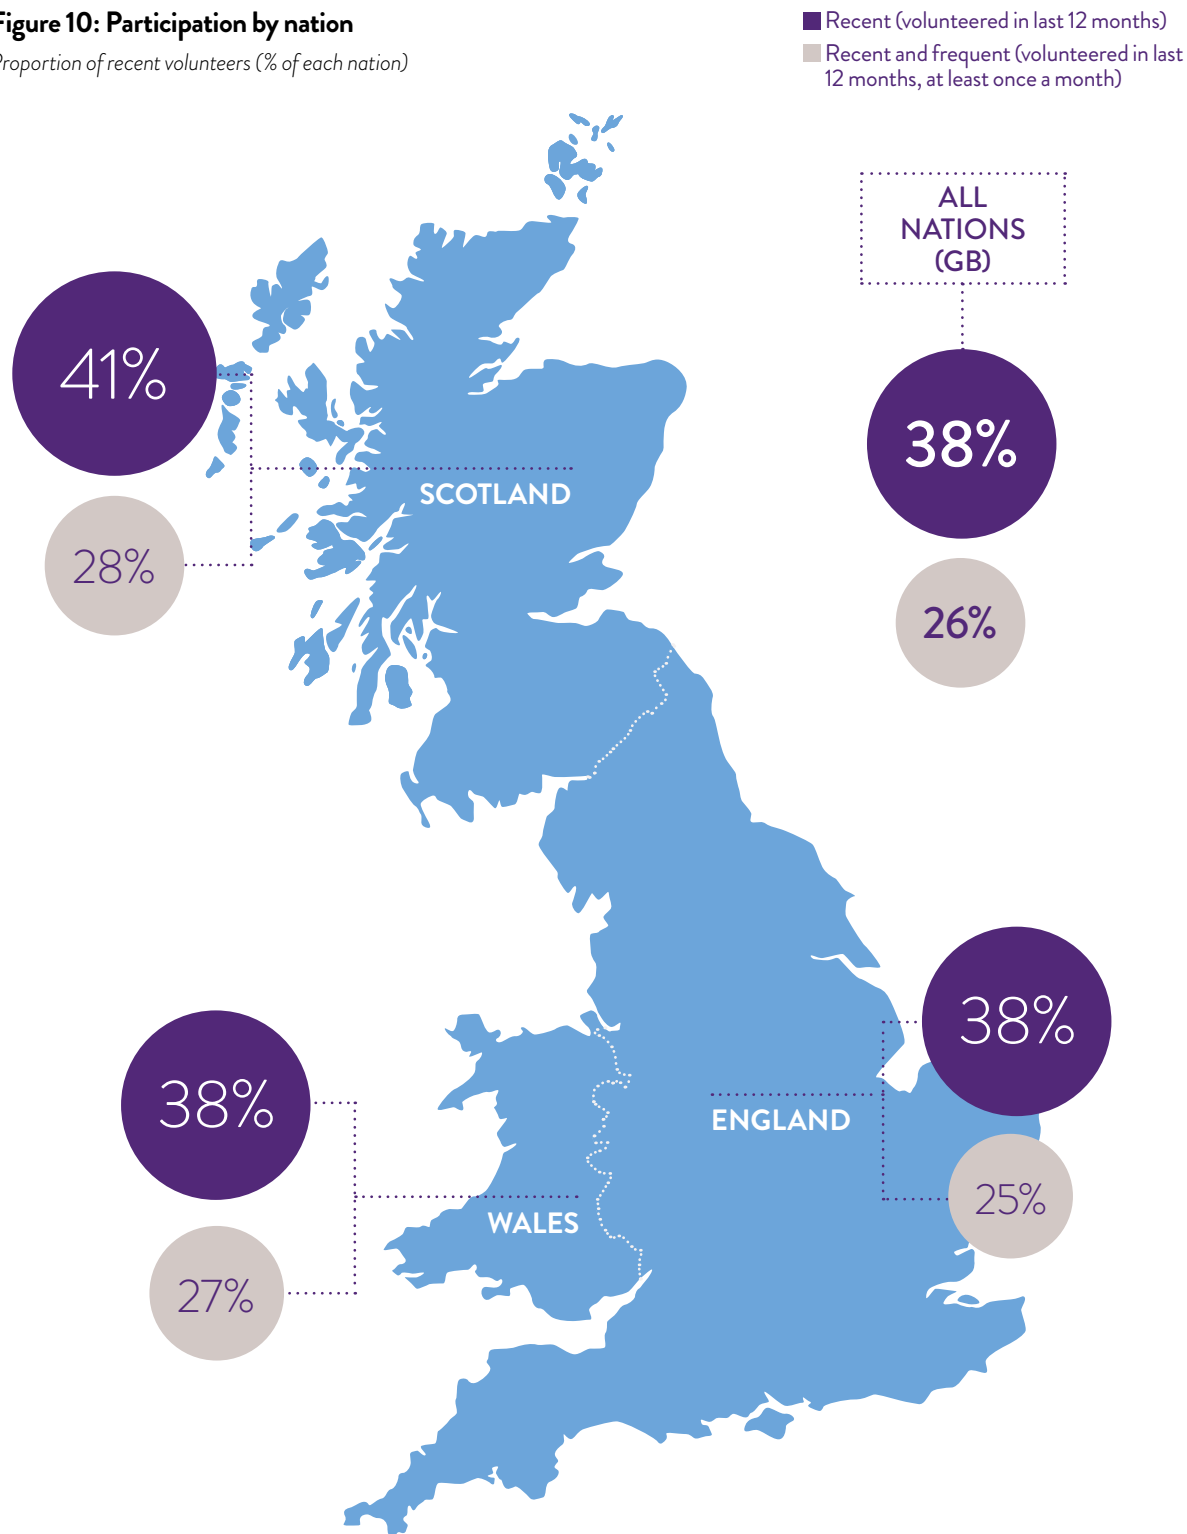 Figure 10: Participation by nation
Proportion of recent volunteers (% of each nation)
Recent (volunteered in last 12 months)
Recent and frequent (volunteered in last
12 months, at least once a month)
ALL
NATIONS
(GB)
38%
26%
41%
28%
SCOTLAND
38%
25%
ENGLAND
38%
27%
WALES